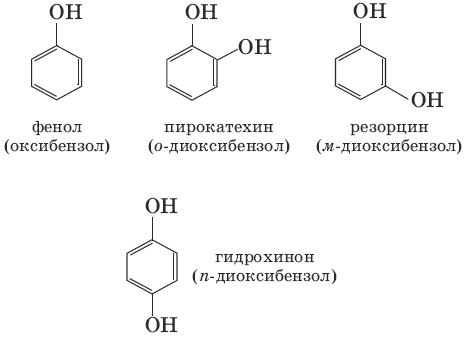 OH
фенол
(оксибензол)
OH
OH
пирокатехин
(о-диоксибензол)
OH
OH
резорцин
(м-диоксибензол)
OH
OH
гидрохинон
(п-диоксибензол)